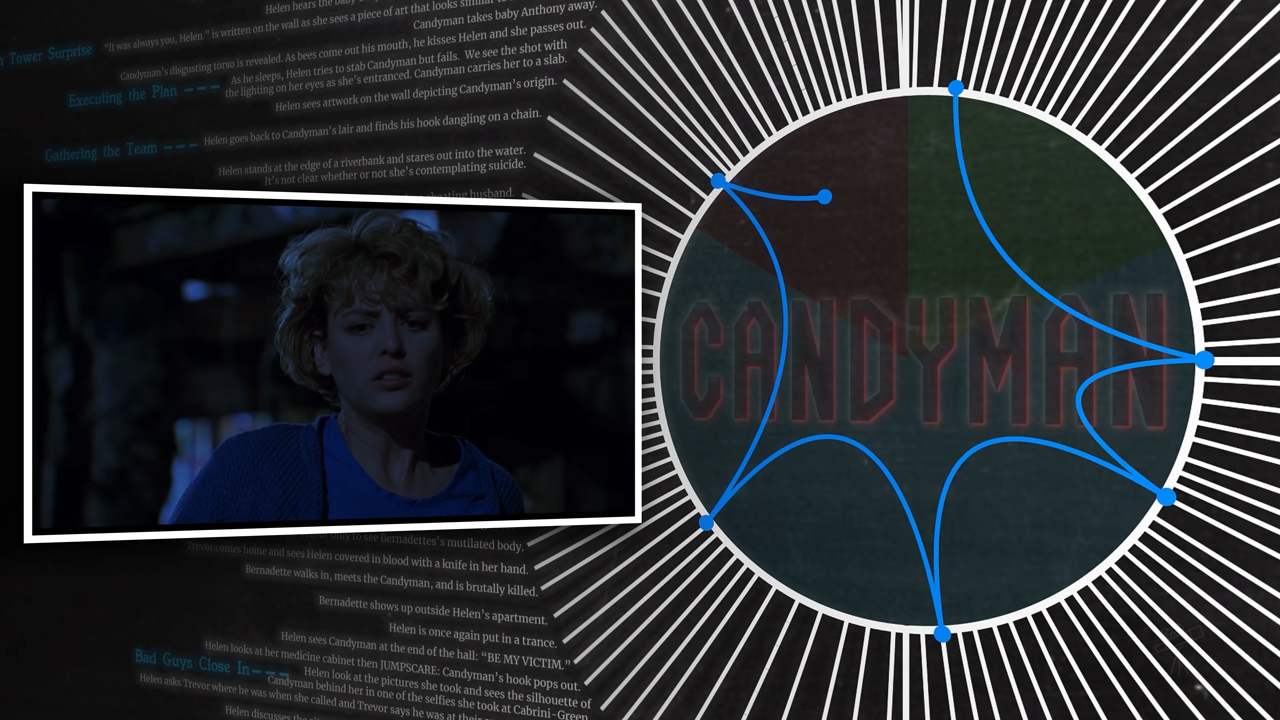 Helen hears the baby
"It was always you, Helen." is written on the wall as she sees a piece of art that looks similar
Candyman takes baby Anthony away.
Tower Surprise
Candyman's disgusting torso is revealed. As bees come out his mouth, he kisses Helen and she passes out.
As he sleeps, Helen tries to stab Candyman but fails. We see the shot with
Executing the Plan ---
the lighting on her eyes as she's entranced. Candyman carries her to a slab.
Helen sees artwork on the wall depicting Candyman's origin.
Gathering the Team ---
Helen goes back to Candyman's lair and finds his hook dangling on a chain.
Helen stands at the edge of a riverbank and stares out into the water.
It's not clear whether or not she's contemplating suicide.
husband.
CANDYMAN
only to see Bernadettes's mutilated body.
Trevor comes home and sees Helen covered in blood with a knife in her hand.
Bernadette walks in, meets the Candyman, and is brutally killed.
Bernadette shows up outside Helen's apartment.
Helen is once again put in a trance.
Helen sees Candyman at the end of the hall: "BE MY VICTIM."
Helen looks at her medicine cabinet then JUMPSCARE: Candyman's hook pops out.
Bad Guys Close In---
Helen look at the pictures she took and sees the silhouette of
Candyman behind her in one of the selfies she took at Cabrini-Green
Helen asks Trevor where he was when she called and Trevor says he was at their
Helen discusses the